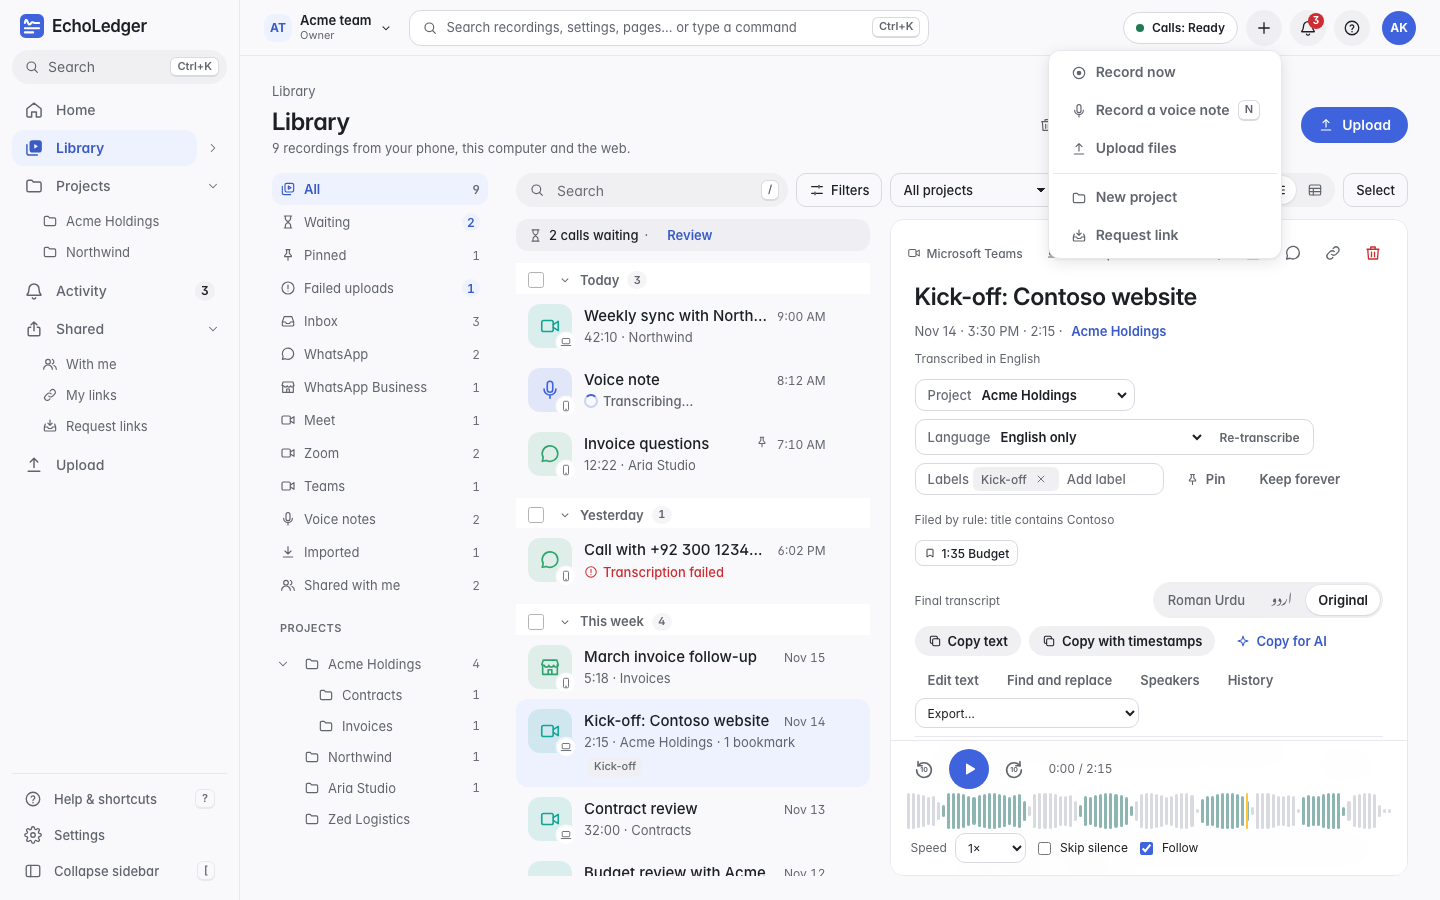 EchoLedger
Search Ctrl+K
Home
Library
Projects
Acme Holdings
Northwind
Activity 3
Shared
With me
My links
Request links
Upload
Help & shortcuts ?
Settings
Collapse sidebar [
AT Acme team
Owner
Search recordings, settings, pages... or type a command Ctrl+K
Calls: Ready
3
AK
Record now
Record a voice note N
Upload files
New project
Request link
Library
Library
9 recordings from your phone, this computer and the web.
Upload
All 9
Waiting 2
Pinned 1
Failed uploads 1
Inbox 3
WhatsApp 2
WhatsApp Business 1
Meet 1
Zoom 2
Teams 1
Voice notes 2
Imported 1
Shared with me 2
PROJECTS
Acme Holdings 4
Contracts 1
Invoices 1
Northwind 1
Aria Studio 1
Zed Logistics
Search /
Filters
All projects
Select
2 calls waiting · Review
Today 3
Weekly sync with North... 9:00 AM
42:10 · Northwind
Voice note 8:12 AM
Transcribing...
Invoice questions 7:10 AM
12:22 · Aria Studio
Yesterday 1
Call with +92 300 1234... 6:02 PM
Transcription failed
This week 4
March invoice follow-up Nov 15
5:18 · Invoices
Kick-off: Contoso website Nov 14
2:15 · Acme Holdings · 1 bookmark
Kick-off
Contract review Nov 13
32:00 · Contracts
Budget review with Acme Nov 12
Microsoft Teams
Kick-off: Contoso website
Nov 14 · 3:30 PM · 2:15 · Acme Holdings
Transcribed in English
Project Acme Holdings
Language English only Re-transcribe
Labels Kick-off × Add label Pin Keep forever
Filed by rule: title contains Contoso
1:35 Budget
Final transcript Roman Urdu اردو Original
Copy text Copy with timestamps Copy for AI
Edit text Find and replace Speakers History
Export...
10 10 0:00 / 2:15
Speed 1× Skip silence Follow